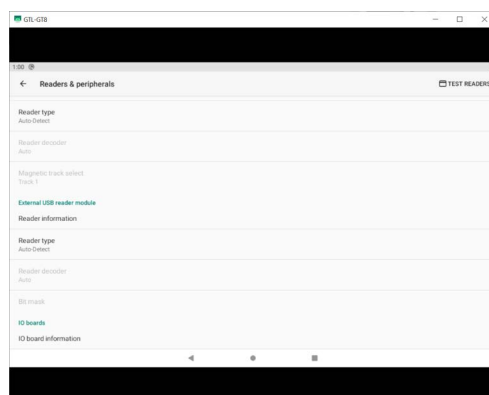 GTL-GT8
1:00
Readers & peripherals
TEST READERS
Reader type
Auto-Detect
Reader decoder
Auto
Magnetic track select
Track 1
External USB reader module
Reader information
Reader type
Auto-Detect
Reader decoder
Auto
Bit mask
IO boards
IO board information